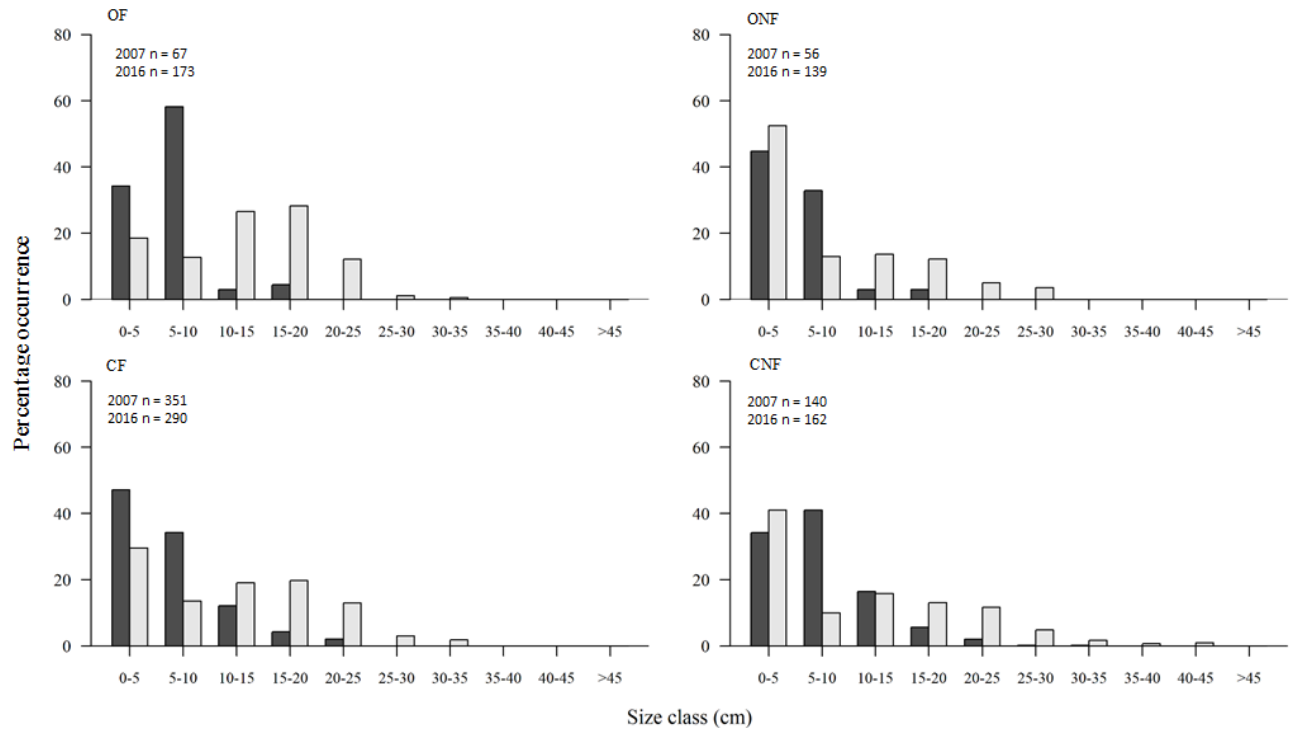 OF
2007 n = 67
2016 n = 173
80
60
40
20
0
0-5 5-10 10-15 15-20 20-25 25-30 30-35 35-40 40-45 >45
ONF
2007 n = 56
2016 n = 139
80
60
40
20
0
0-5 5-10 10-15 15-20 20-25 25-30 30-35 35-40 40-45 >45
Percentage occurrence
CF
2007 n = 351
2016 n = 290
80
60
40
20
0
0-5 5-10 10-15 15-20 20-25 25-30 30-35 35-40 40-45 >45
CNF
2007 n = 140
2016 n = 162
80
60
40
20
0
0-5 5-10 10-15 15-20 20-25 25-30 30-35 35-40 40-45 >45
Size class (cm)